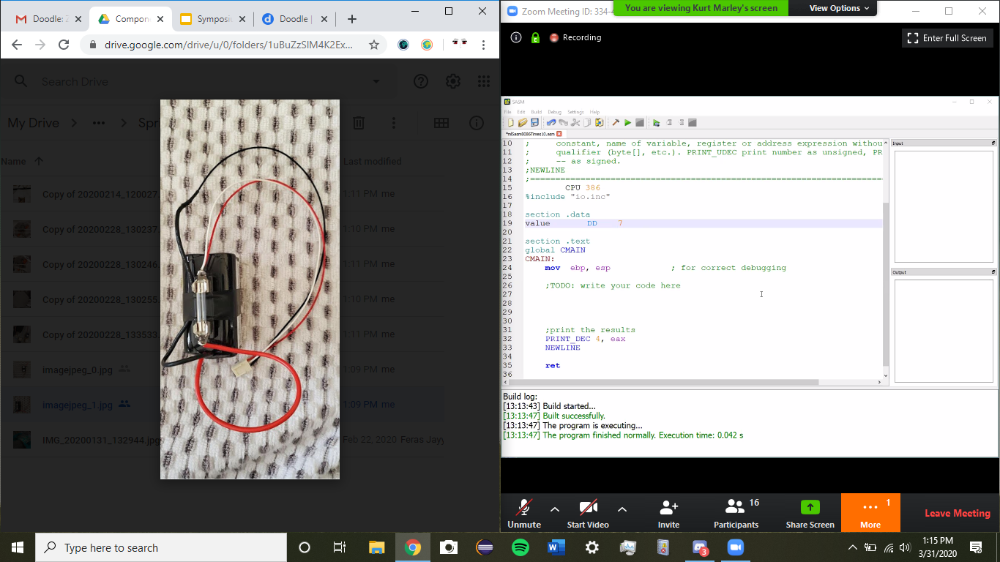 Doodle: Z
Compone
Symposiu
Doodle |
drive.google.com/drive/u/0/folders/1uBuZzSlM4K2Ex...
Search Drive
My Drive
Spr
Name
Last modified
Copy of 20200214_120027.
1:11 PM me
Copy of 20200228_130237.
1:10 PM me
Copy of 20200228_130246.
1:11 PM me
Copy of 20200228_130255.
1:10 PM me
Copy of 20200228_133533.
1:11 PM me
imagejpeg_0.jpg
1:09 PM me
imagejpeg_1.jpg
1:09 PM me
IMG_20200131_132944.jpg
Feb 22, 2020 Feras Jayy
Zoom Meeting ID: 334-4
You are viewing Kurt Marley's screen
View Options
Recording
Enter Full Screen
SASM
File Edit Build Debug Settings Help
*mlSasm8086Times10.asm
10 ; constant, name of variable, register or address expression withou
11 ; qualifier (byte[], etc.). PRINT_UDEC print number as unsigned, PR
12 ; -- as signed.
13 ;NEWLINE
14 ;========================================================================
15 CPU 386
16 %include "io.inc"
17
18 section .data
19 value DD 7
20
21 section .text
22 global CMAIN
23 CMAIN:
24 mov ebp, esp ; for correct debugging
25
26 ;TODO: write your code here
27
28
29
30
31 ;print the results
32 PRINT_DEC 4, eax
33 NEWLINE
34
35 ret
36
Input
Output
Build log:
[13:13:43] Build started...
[13:13:47] Built successfully.
[13:13:47] The program is executing...
[13:13:47] The program finished normally. Execution time: 0.042 s
Unmute
Start Video
Invite
16
Participants
Share Screen
1
More
Leave Meeting
Type here to search
3
1:15 PM
3/31/2020